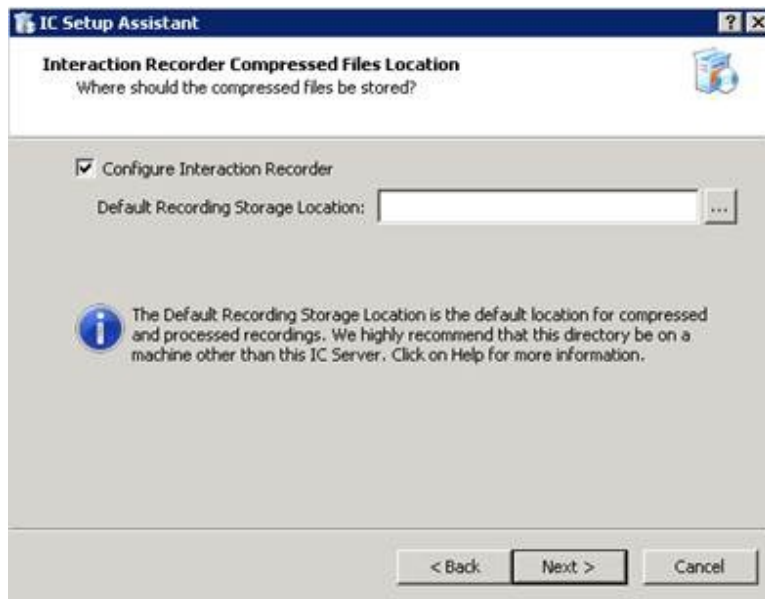 IC Setup Assistant
Interaction Recorder Compressed Files Location
Where should the compressed files be stored?
Configure Interaction Recorder
Default Recording Storage Location:
...
The Default Recording Storage Location is the default location for compressed
and processed recordings. We highly recommend that this directory be on a
machine other than this IC Server. Click on Help for more information.
< Back Next > Cancel